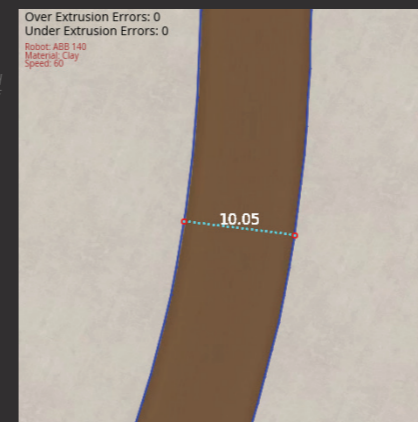 Over Extrusion Errors: 0
Under Extrusion Errors: 0
Robot: ABB 140
Material: Clay
Speed: 60
10.05